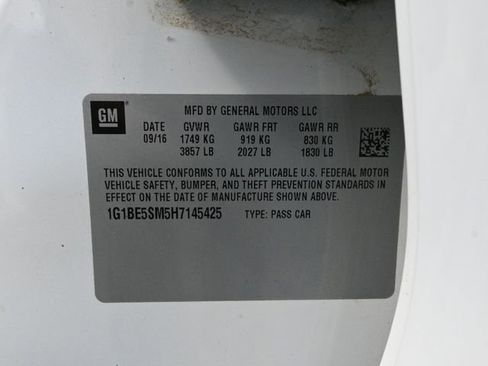 GM
MFD BY GENERAL MOTORS LLC
DATE GVWR GAWR FRT GAWR RR
09/16 1749 KG 919 KG 830 KG
3857 LB 2027 LB 1830 LB
THIS VEHICLE CONFORMS TO ALL APPLICABLE U.S. FEDERAL MOTOR
VEHICLE SAFETY, BUMPER, AND THEFT PREVENTION STANDARDS IN
EFFECT ON THE DATE OF MANUFACTURE SHOWN ABOVE.
1G1BE5SM5H7145425 TYPE: PASS CAR